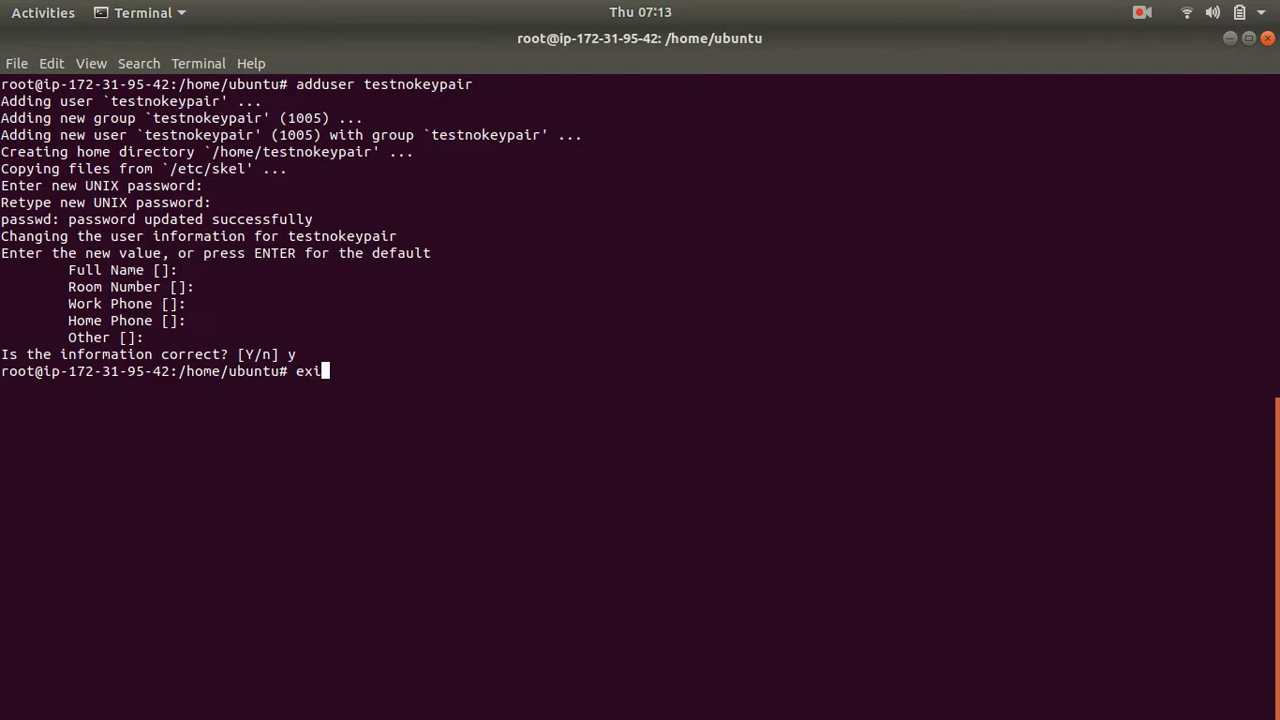 Activities Terminal Thu 07:13
root@ip-172-31-95-42: /home/ubuntu
File Edit View Search Terminal Help
root@ip-172-31-95-42:/home/ubuntu# adduser testnokeypair
Adding user `testnokeypair' ...
Adding new group `testnokeypair' (1005) ...
Adding new user `testnokeypair' (1005) with group `testnokeypair' ...
Creating home directory `/home/testnokeypair' ...
Copying files from `/etc/skel' ...
Enter new UNIX password:
Retype new UNIX password:
passwd: password updated successfully
Changing the user information for testnokeypair
Enter the new value, or press ENTER for the default
Full Name []:
Room Number []:
Work Phone []:
Home Phone []:
Other []:
Is the information correct? [Y/n] y
root@ip-172-31-95-42:/home/ubuntu# exi